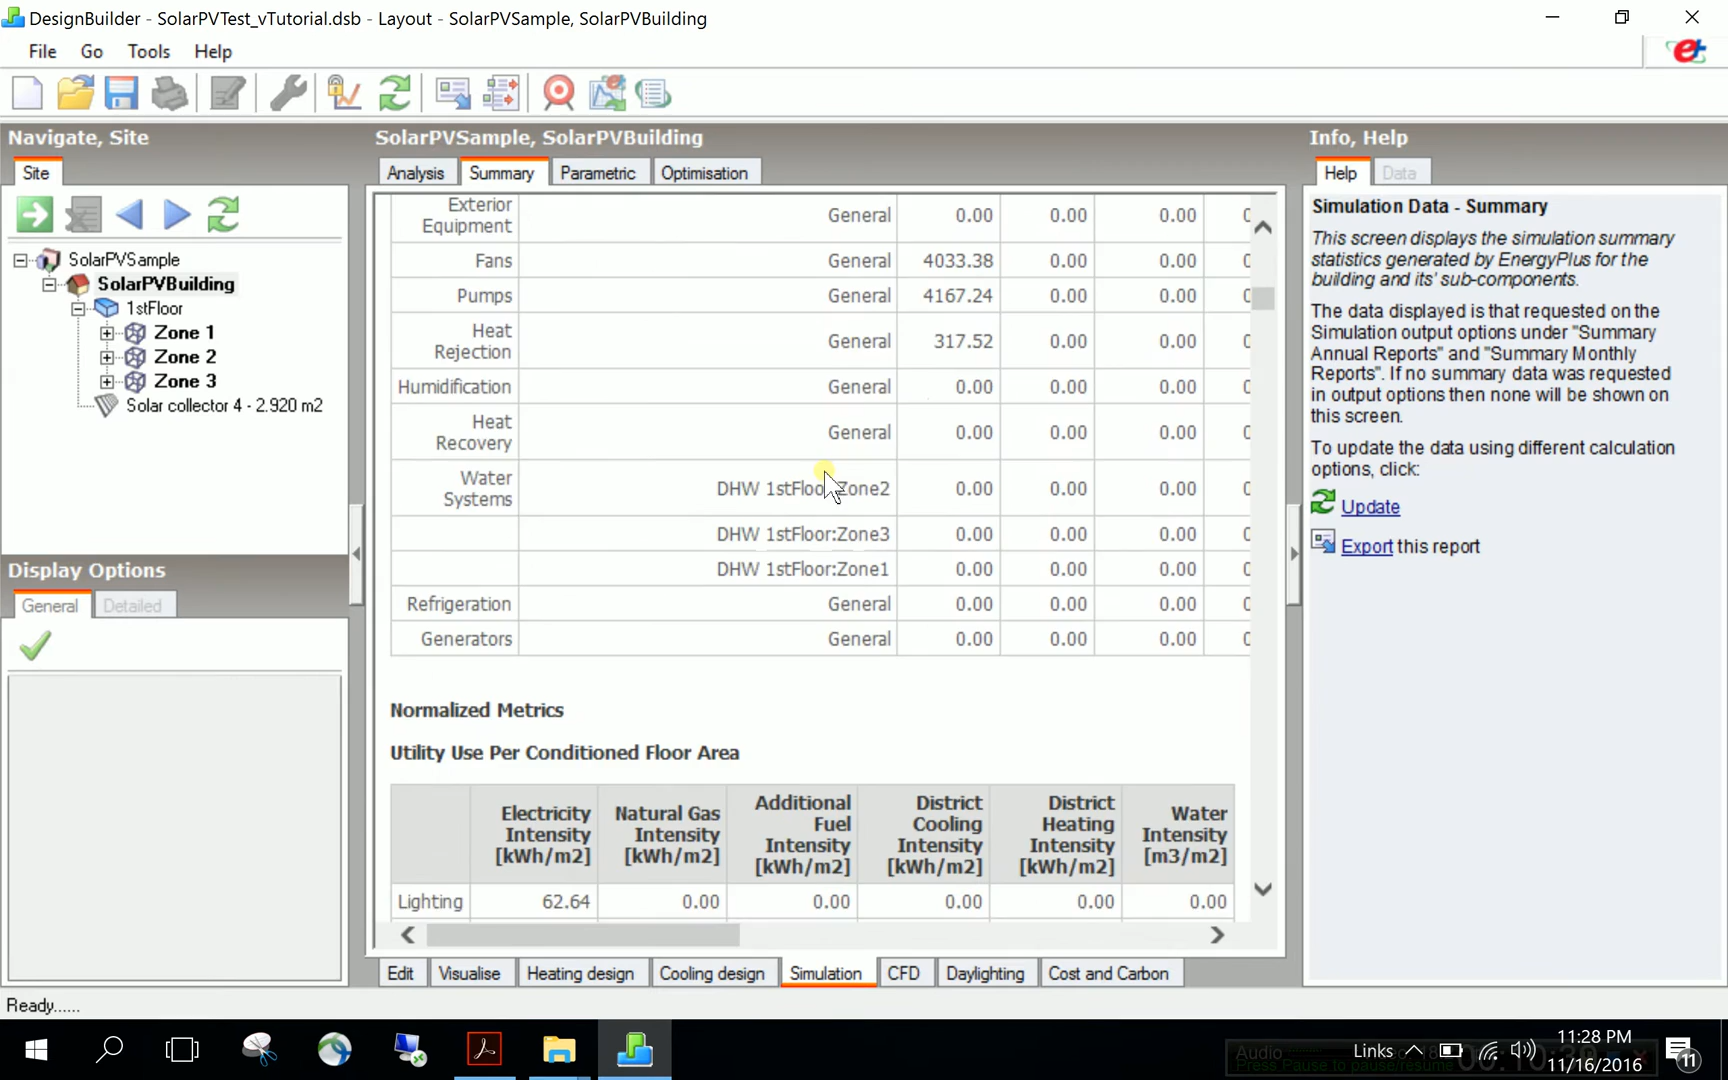 DesignBuilder - SolarPVTest_vTutorial.dsb - Layout - SolarPVSample, SolarPVBuilding
File Go Tools Help
Navigate, Site
Site
SolarPVSample
SolarPVBuilding
1stFloor
Zone 1
Zone 2
Zone 3
Solar collector 4 - 2.920 m2
Display Options
General Detailed
SolarPVSample, SolarPVBuilding
Analysis Summary Parametric Optimisation
Exterior
Equipment General 0.00 0.00 0.00
Fans General 4033.38 0.00 0.00
Pumps General 4167.24 0.00 0.00
Heat
Rejection General 317.52 0.00 0.00
Humidification General 0.00 0.00 0.00
Heat
Recovery General 0.00 0.00 0.00
Water
Systems DHW 1stFloor:Zone2 0.00 0.00 0.00
DHW 1stFloor:Zone3 0.00 0.00 0.00
DHW 1stFloor:Zone1 0.00 0.00 0.00
Refrigeration General 0.00 0.00 0.00
Generators General 0.00 0.00 0.00
Normalized Metrics
Utility Use Per Conditioned Floor Area
Electricity Intensity [kWh/m2] Natural Gas Intensity [kWh/m2] Additional Fuel Intensity [kWh/m2] District Cooling Intensity [kWh/m2] District Heating Intensity [kWh/m2] Water Intensity [m3/m2]
Lighting 62.64 0.00 0.00 0.00 0.00 0.00
Edit Visualise Heating design Cooling design Simulation CFD Daylighting Cost and Carbon
Info, Help
Help Data
Simulation Data - Summary
This screen displays the simulation summary
statistics generated by EnergyPlus for the
building and its' sub-components.
The data displayed is that requested on the
Simulation output options under "Summary
Annual Reports" and "Summary Monthly
Reports". If no summary data was requested
in output options then none will be shown on
this screen.
To update the data using different calculation
options, click:
Update
Export this report
Ready......
Audio
Press Pause to pause/resume
Links
11:28 PM
11/16/2016
11